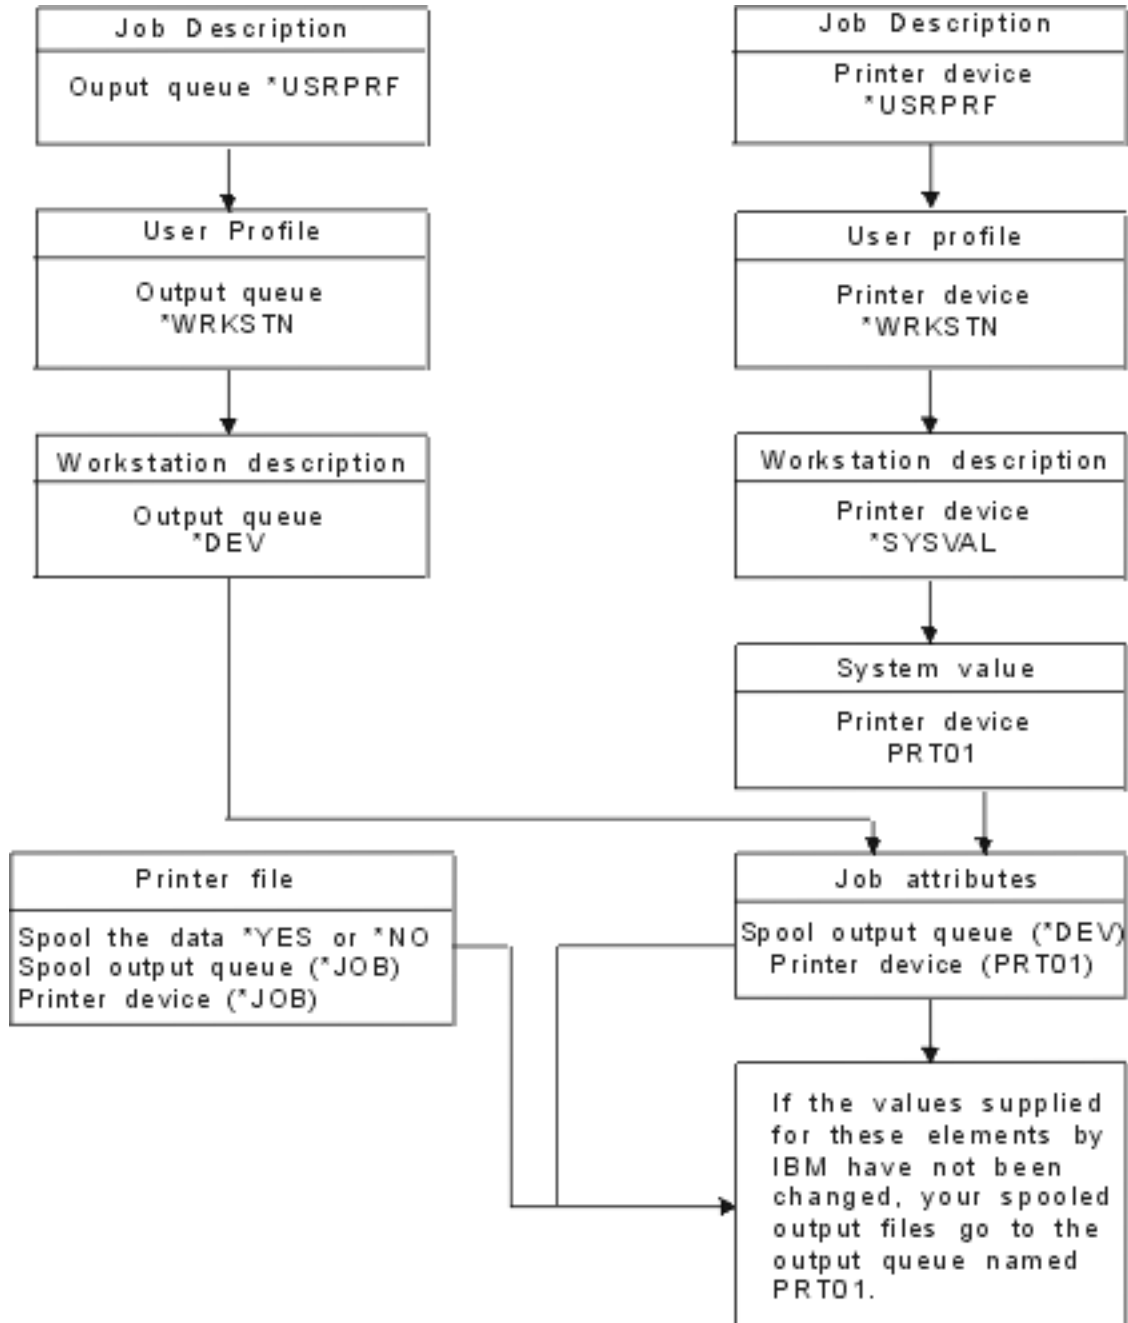 Job Description
Ouput queue *USRPRF
User Profile
Output queue
*WRKSTN
Workstation description
Output queue
*DEV
Job Description
Printer device
*USRPRF
User profile
Printer device
*WRKSTN
Workstation description
Printer device
*SYSVAL
System value
Printer device
PRT01
Printer file
Spool the data *YES or *NO
Spool output queue (*JOB)
Printer device (*JOB)
Job attributes
Spool output queue (*DEV)
Printer device (PRT01)
If the values supplied
for these elements by
IBM have not been
changed, your spooled
output files go to the
output queue named
PRT01.